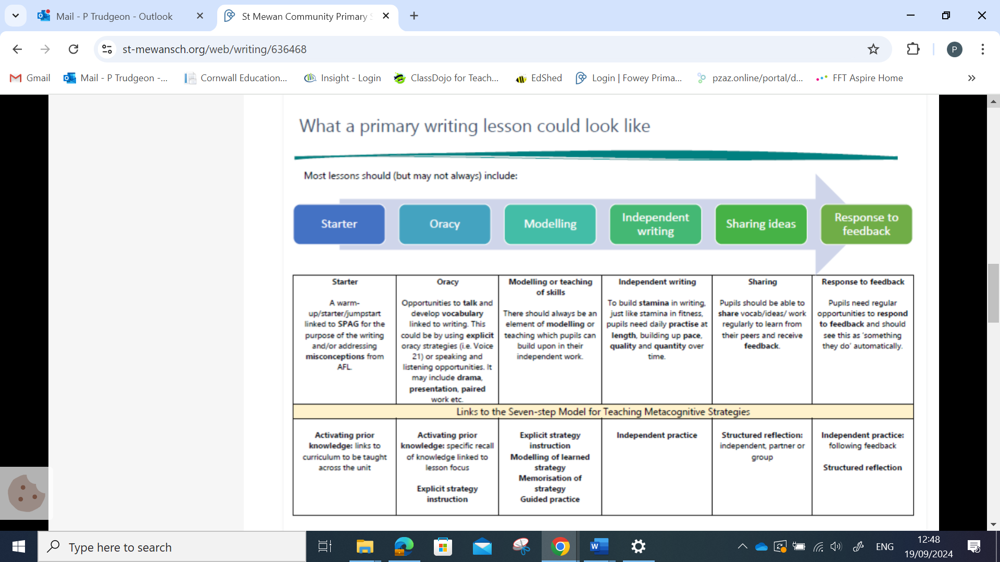 Mail - P Trudgeon - Outlook
St Mewan Community Primary S
st-mewansch.org/web/writing/636468
P
Gmail
Mail - P Trudgeon -...
Cornwall Education...
Insight - Login
ClassDojo for Teach...
EdShed
Login | Fowey Prima...
pzaz.online/portal/d...
FFT Aspire Home
What a primary writing lesson could look like
Most lessons should (but may not always) include:
Starter
Oracy
Modelling
Independent
writing
Sharing ideas
Response to
feedback
Starter
A warm-
up/starter/jumpstart
linked to SPAG for the
purpose of the writing
and/or addressing
misconceptions from
AFL.
Oracy
Opportunities to talk and
develop vocabulary
linked to writing. This
could be by using explicit
oracy strategies (i.e. Voice
21) or speaking and
listening opportunities. It
may include drama,
presentation, paired
work etc.
Modelling or teaching
of skills
There should always be an
element of modelling or
teaching which pupils can
build upon in their
independent work.
Independent writing
To build stamina in writing,
just like stamina in fitness,
pupils need daily practise at
length, building up pace,
quality and quantity over
time.
Sharing
Pupils should be able to
share vocab/ideas/ work
regularly to learn from
their peers and receive
feedback.
Response to feedback
Pupils need regular
opportunities to respond
to feedback and should
see this as 'something
they do' automatically.
Links to the Seven-step Model for Teaching Metacognitive Strategies
Activating prior
knowledge: links to
curriculum to be taught
across the unit
Activating prior
knowledge: specific recall
of knowledge linked to
lesson focus
Explicit strategy
instruction
Explicit strategy
instruction
Modelling of learned
strategy
Memorisation of
strategy
Guided practice
Independent practice
Structured reflection:
independent, partner or
group
Independent practice:
following feedback
Structured reflection
Type here to search
W
ENG
12:48
19/09/2024